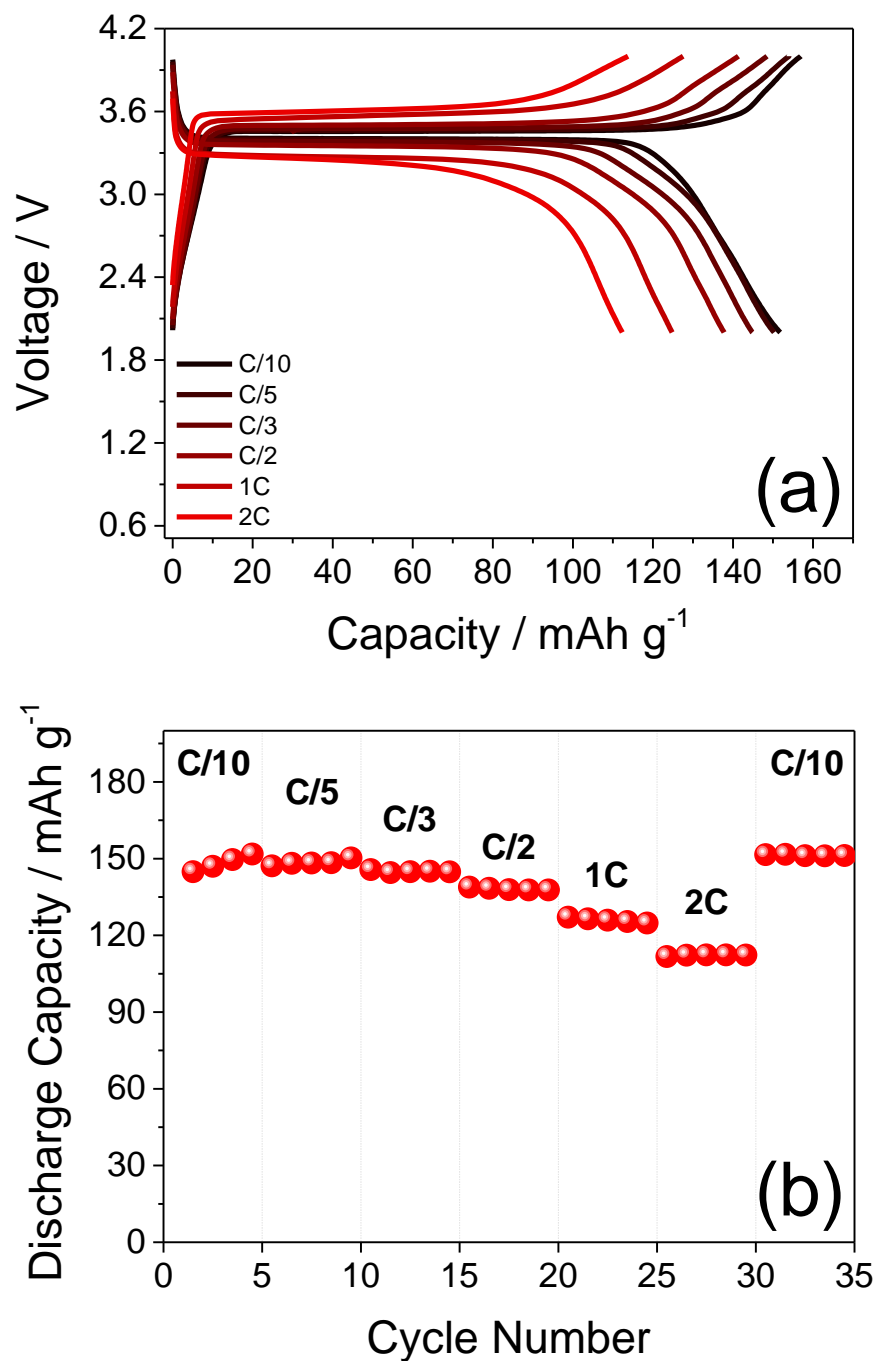 4.2
3.6
3.0
2.4
1.8
1.2
0.6
Voltage / V
C/10
C/5
C/3
C/2
1C
2C
(a)
0 20 40 60 80 100 120 140 160
Capacity / mAh g⁻¹
Discharge Capacity / mAh g⁻¹
180
150
120
90
60
30
0
C/10
C/5
C/3
C/2
1C
2C
C/10
(b)
0 5 10 15 20 25 30 35
Cycle Number